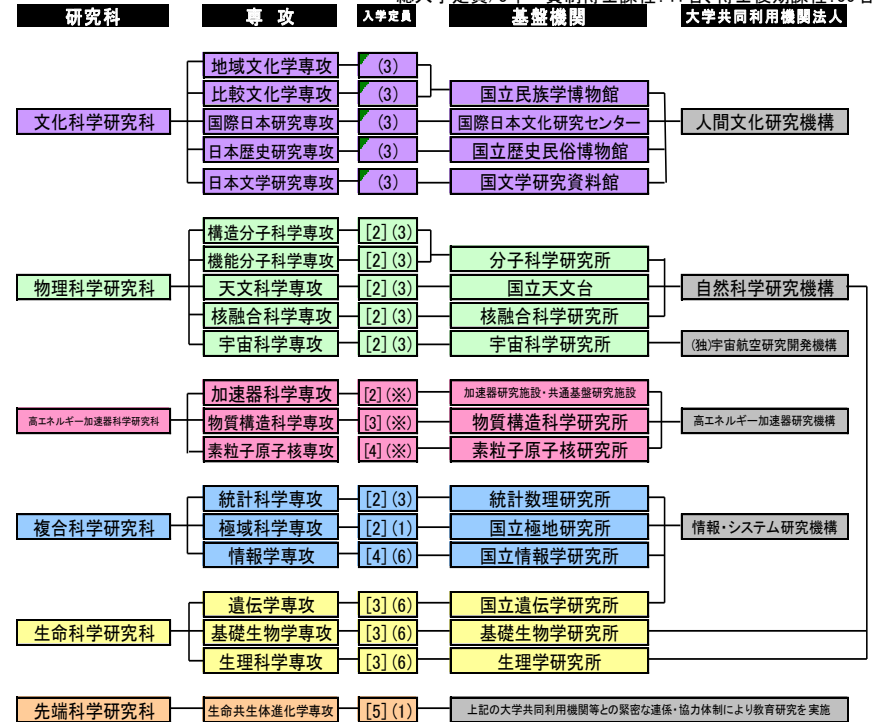 研究科 専攻 入学定員 基盤機関 大学共同利用機関法人
地域文化学専攻 (3)
比較文化学専攻 (3) 国立民族学博物館
文化科学研究科 国際日本研究専攻 (3) 国際日本文化研究センター 人間文化研究機構
日本歴史研究専攻 (3) 国立歴史民俗博物館
日本文学研究専攻 (3) 国文学研究資料館
構造分子科学専攻 [2](3)
機能分子科学専攻 [2](3) 分子科学研究所
物理科学研究科 天文科学専攻 [2](3) 国立天文台 自然科学研究機構
核融合科学専攻 [2](3) 核融合科学研究所
宇宙科学専攻 [2](3) 宇宙科学研究所 (独)宇宙航空研究開発機構
加速器科学専攻 [2](※) 加速器研究施設・共通基盤研究施設
高エネルギー加速器科学研究科 物質構造科学専攻 [3](※) 物質構造科学研究所 高エネルギー加速器研究機構
素粒子原子核専攻 [4](※) 素粒子原子核研究所
統計科学専攻 [2](3) 統計数理研究所
複合科学研究科 極域科学専攻 [2](1) 国立極地研究所 情報・システム研究機構
情報学専攻 [4](6) 国立情報学研究所
遺伝学専攻 [3](6) 国立遺伝学研究所
生命科学研究科 基礎生物学専攻 [3](6) 基礎生物学研究所
生理科学専攻 [3](6) 生理学研究所
先端科学研究科 生命共生体進化学専攻 [5](1) 上記の大学共同利用機関等との緊密な連係・協力体制により教育研究を実施